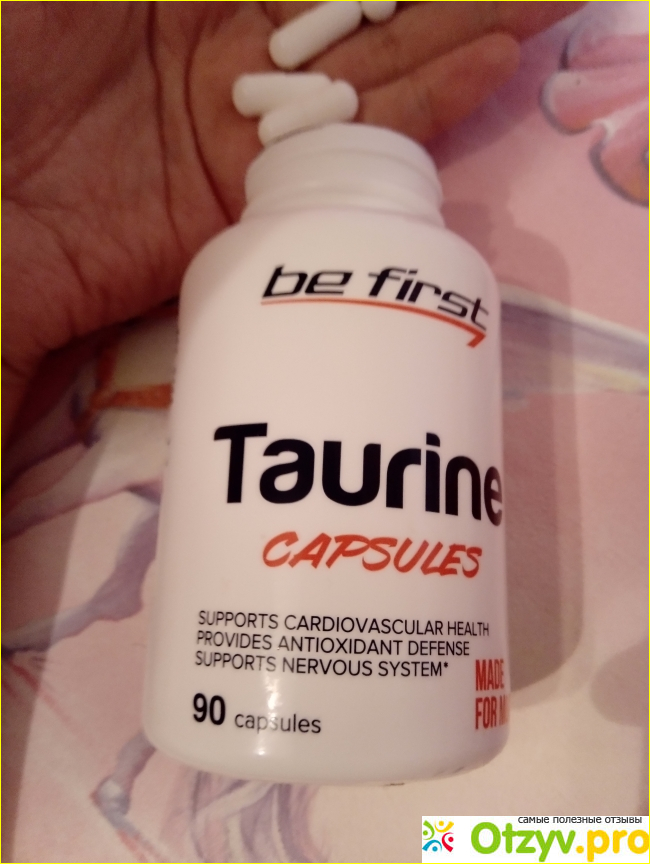 be first
Taurine
CAPSULES
SUPPORTS CARDIOVASCULAR HEALTH
PROVIDES ANTIOXIDANT DEFENSE
SUPPORTS NERVOUS SYSTEM*
MADE
FOR
90 capsules
самые полезные отзывы
Otzyv.pro